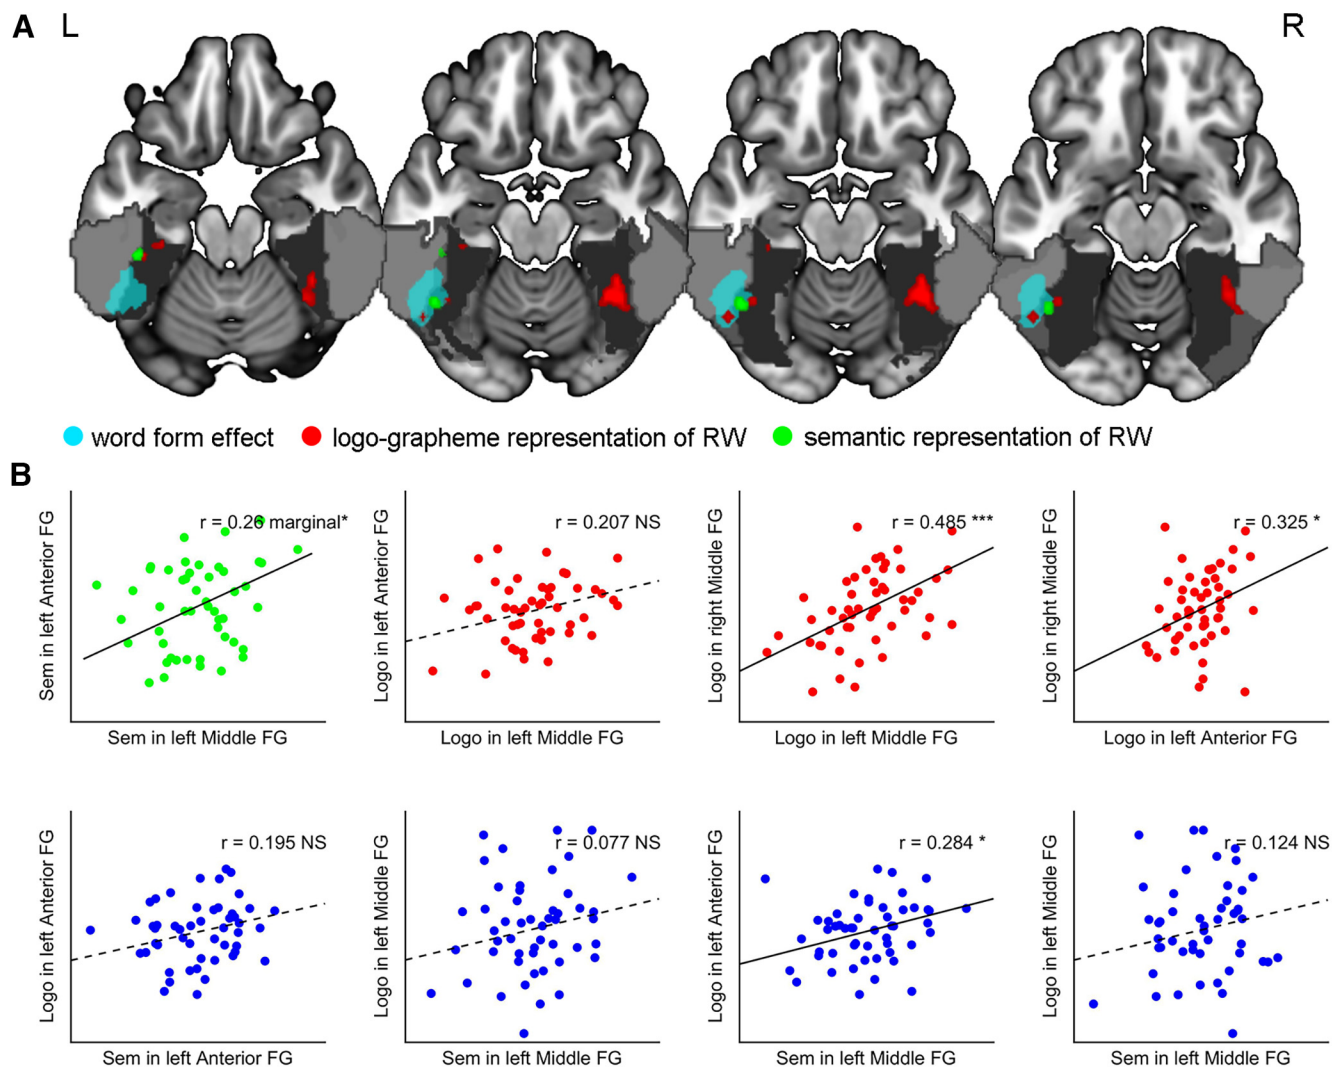 A L R
word form effect logo-grapheme representation of RW semantic representation of RW
B
Sem in left Anterior FG
r = 0.26 marginal*
Sem in left Middle FG
Logo in left Anterior FG
r = 0.207 NS
Logo in left Middle FG
Logo in right Middle FG
r = 0.485 ***
Logo in left Middle FG
Logo in right Middle FG
r = 0.325 *
Logo in left Anterior FG
Logo in left Anterior FG
r = 0.195 NS
Sem in left Anterior FG
Logo in left Middle FG
r = 0.077 NS
Sem in left Middle FG
Logo in left Anterior FG
r = 0.284 *
Sem in left Middle FG
Logo in left Middle FG
r = 0.124 NS
Sem in left Middle FG